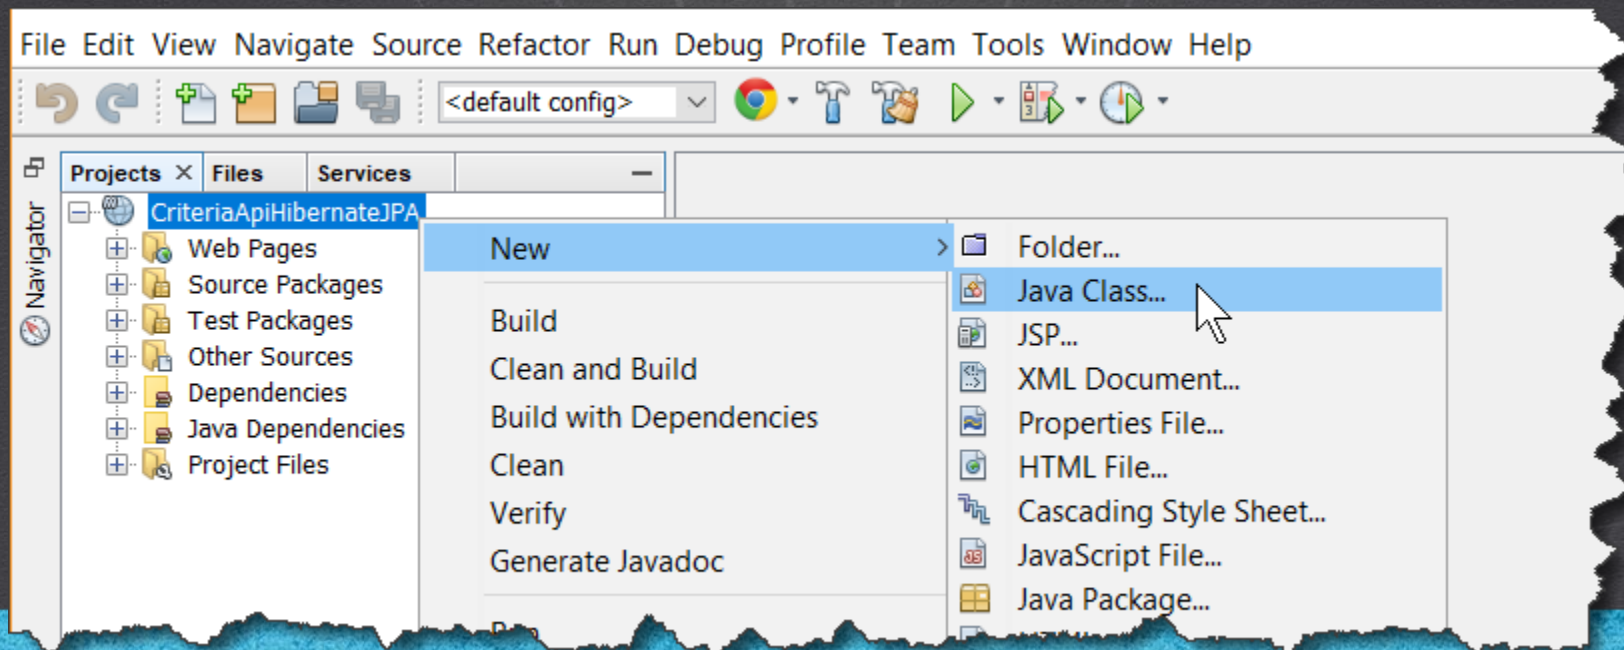 File Edit View Navigate Source Refactor Run Debug Profile Team Tools Window Help
<default config>
Projects Files Services
Navigator
CriteriaApiHibernateJPA
Web Pages
Source Packages
Test Packages
Other Sources
Dependencies
Java Dependencies
Project Files
New
Build
Clean and Build
Build with Dependencies
Clean
Verify
Generate Javadoc
Folder...
Java Class...
JSP...
XML Document...
Properties File...
HTML File...
Cascading Style Sheet...
JavaScript File...
Java Package...